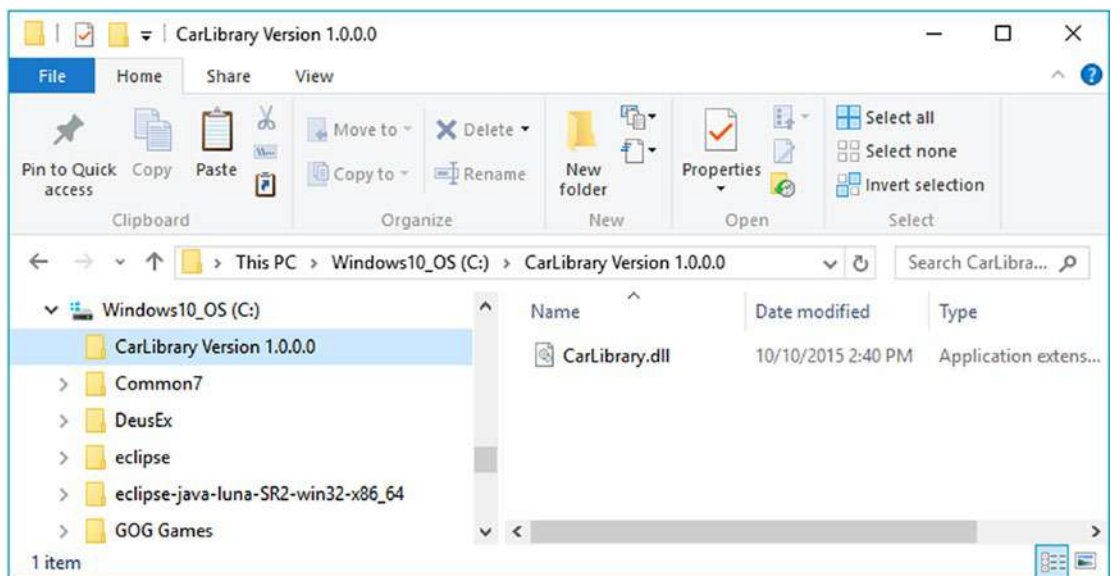 CarLibrary Version 1.0.0.0
File Home Share View
Pin to Quick access
Copy
Paste
Clipboard
Move to
Copy to
Delete
Rename
Organize
New folder
New
Properties
Open
Select all
Select none
Invert selection
Select
This PC > Windows10_OS (C:) > CarLibrary Version 1.0.0.0
Search CarLibra...
Windows10_OS (C:)
CarLibrary Version 1.0.0.0
Common7
DeusEx
eclipse
eclipse-java-luna-SR2-win32-x86_64
GOG Games
Name Date modified Type
CarLibrary.dll 10/10/2015 2:40 PM Application extens...
1 item